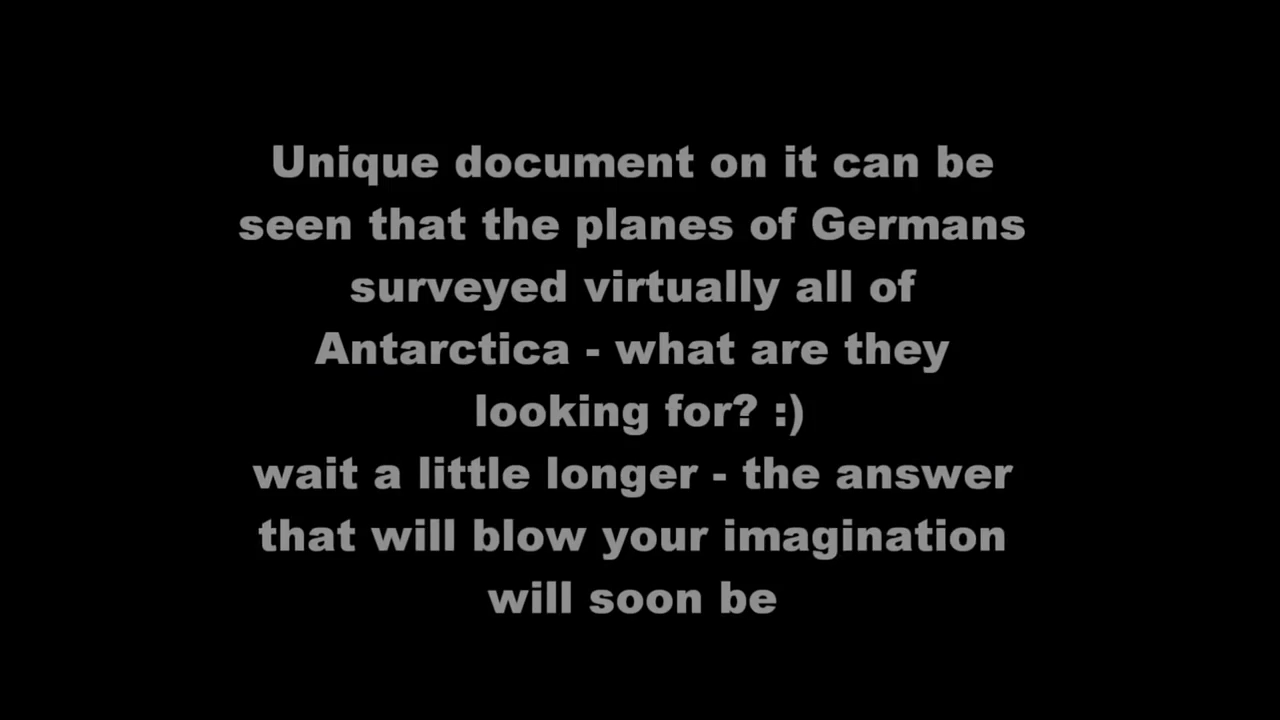 Unique document on it can be
seen that the planes of Germans
surveyed virtually all of
Antarctica - what are they
looking for? :)
wait a little longer - the answer
that will blow your imagination
will soon be